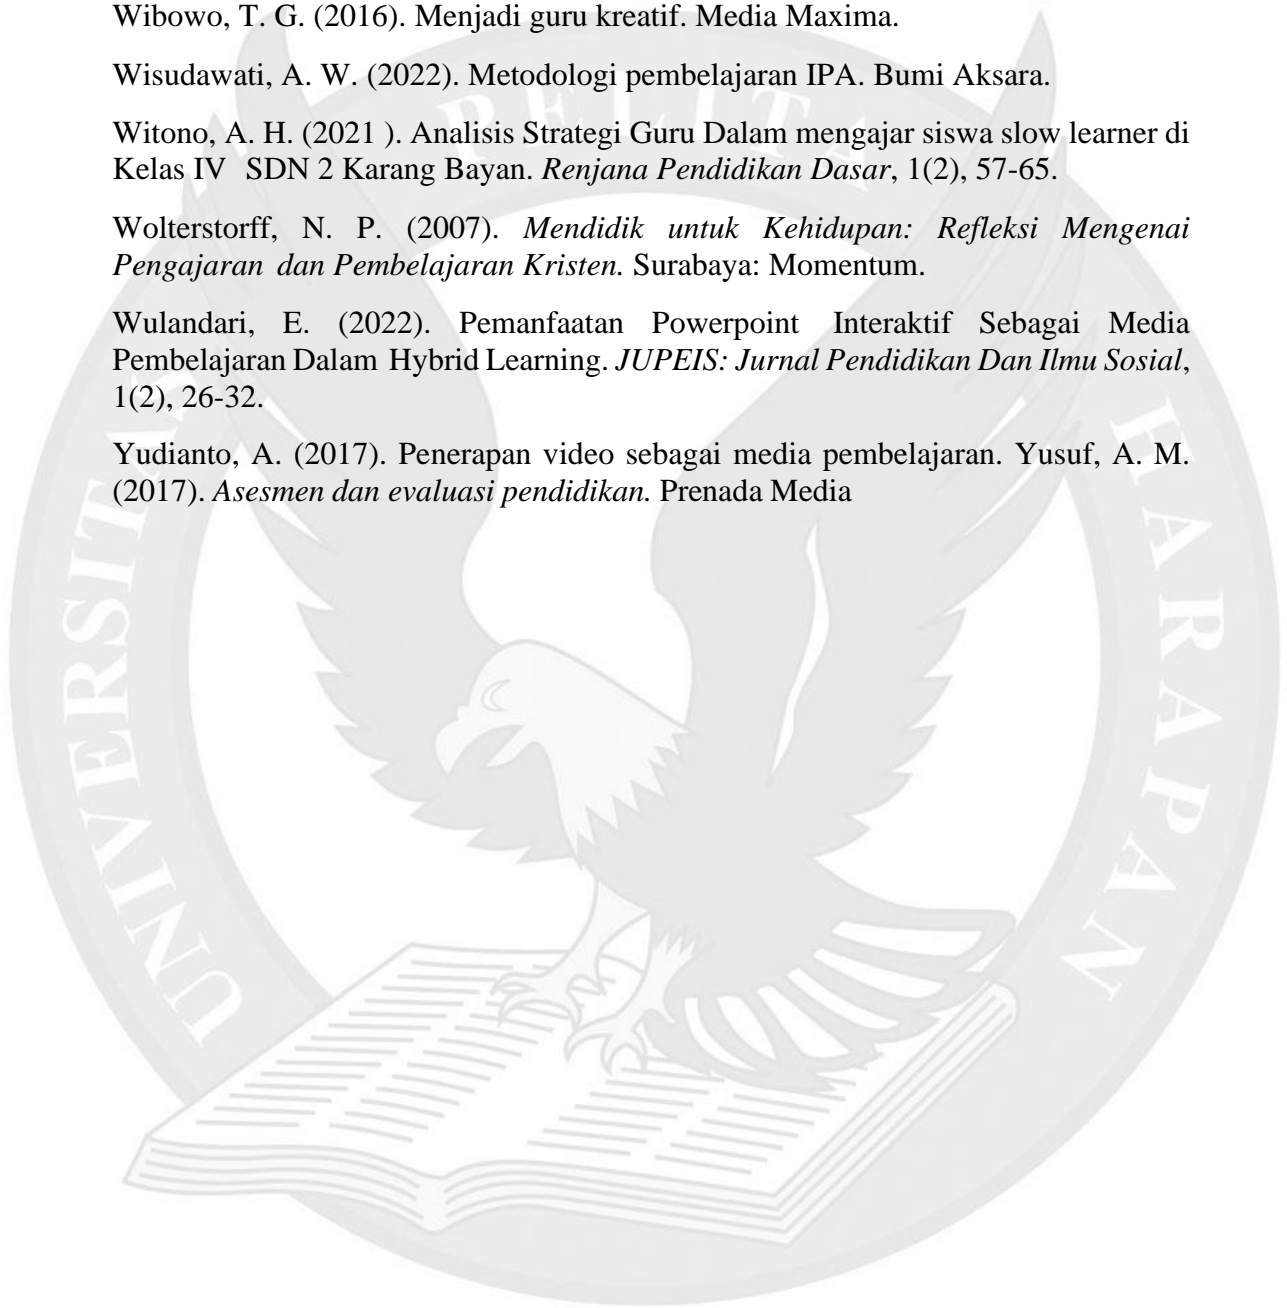 Wibowo, T. G. (2016). Menjadi guru kreatif. Media Maxima.
Wisudawati, A. W. (2022). Metodologi pembelajaran IPA. Bumi Aksara.
Witono, A. H. (2021 ). Analisis Strategi Guru Dalam mengajar siswa slow learner di
Kelas IV SDN 2 Karang Bayan. Renjana Pendidikan Dasar, 1(2), 57-65.
Wolterstorff, N. P. (2007). Mendidik untuk Kehidupan: Refleksi Mengenai
Pengajaran dan Pembelajaran Kristen. Surabaya: Momentum.
Wulandari, E. (2022). Pemanfaatan Powerpoint Interaktif Sebagai Media
Pembelajaran Dalam Hybrid Learning. JUPEIS: Jurnal Pendidikan Dan Ilmu Sosial,
1(2), 26-32.
Yudianto, A. (2017). Penerapan video sebagai media pembelajaran. Yusuf, A. M.
(2017). Asesmen dan evaluasi pendidikan. Prenada Media
UNIVERSITAS PELITA HARAPAN